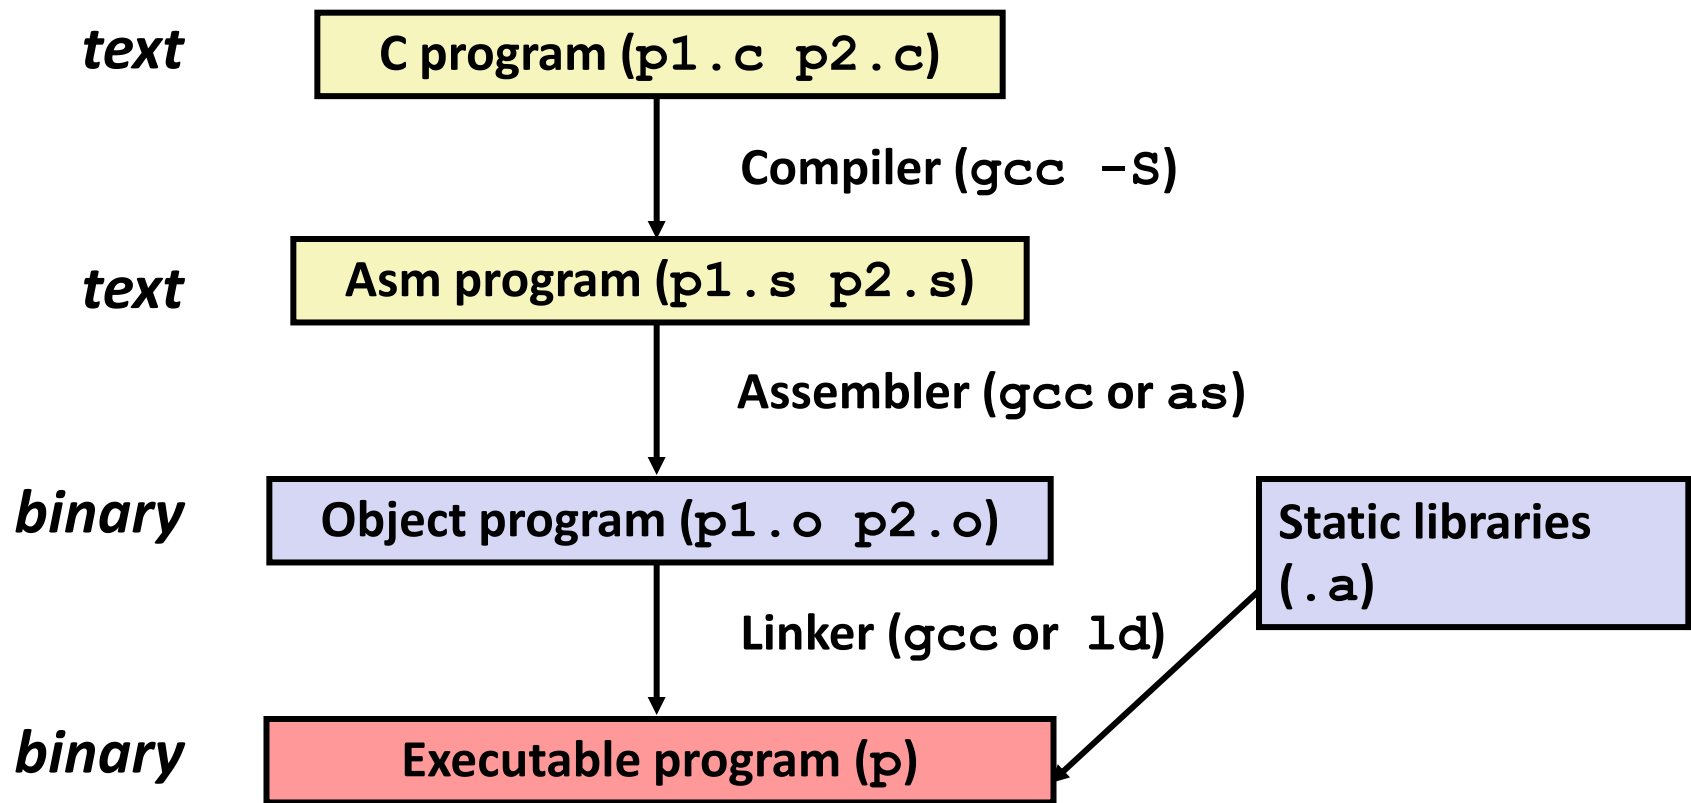 text
C program (p1.c p2.c)
Compiler (gcc -S)
text
Asm program (p1.s p2.s)
Assembler (gcc or as)
binary
Object program (p1.o p2.o)
Static libraries
(.a)
Linker (gcc or ld)
binary
Executable program (p)